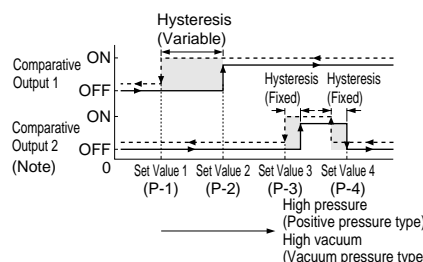 Hysteresis
(Variable)
ON
Comparative
Output 1
OFF
Hysteresis
(Fixed)
Hysteresis
(Fixed)
ON
Comparative
Output 2
OFF
(Note)
0
Set Value 1
(P-1)
Set Value 2
(P-2)
Set Value 3
(P-3)
Set Value 4
(P-4)
High pressure
(Positive pressure type)
High vacuum
(Vacuum pressure type